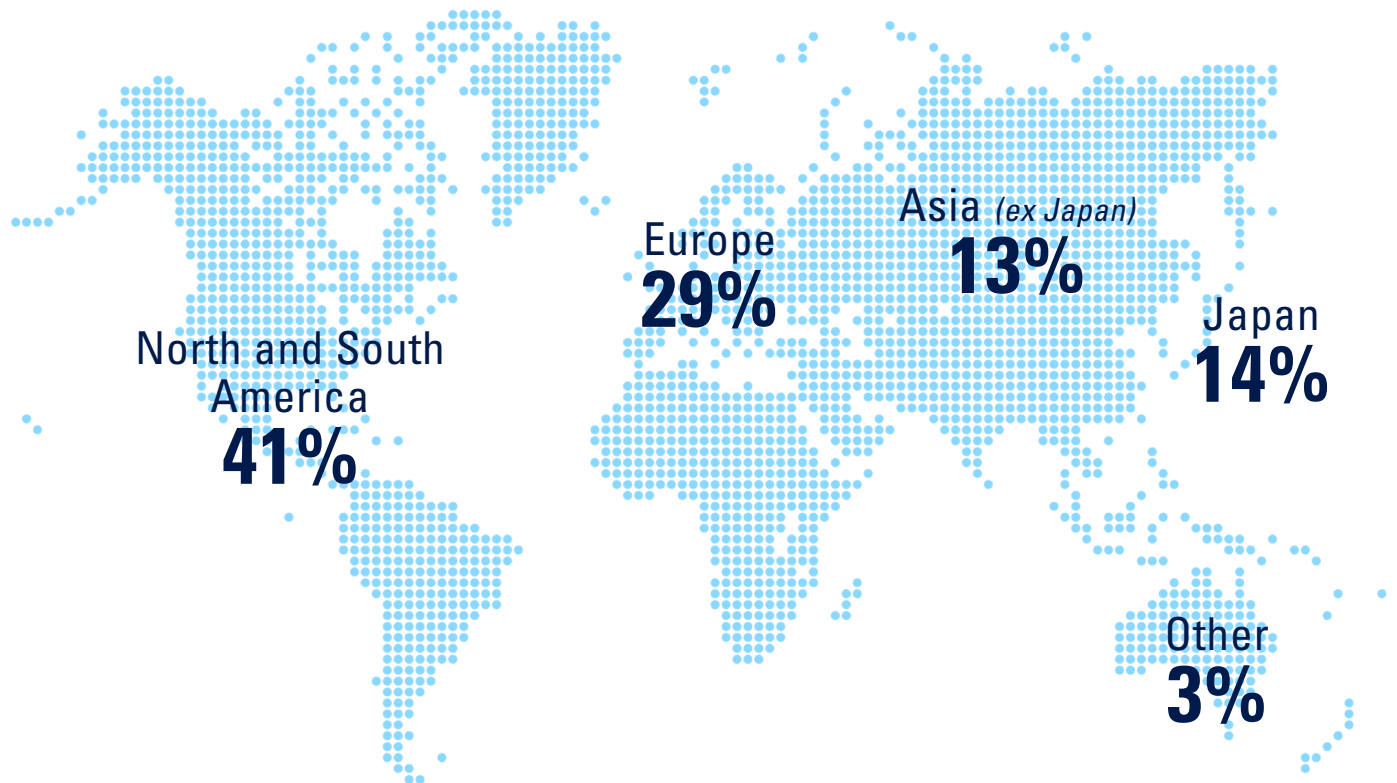 North and South
America
41%
Europe
29%
Asia (ex Japan)
13%
Japan
14%
Other
3%